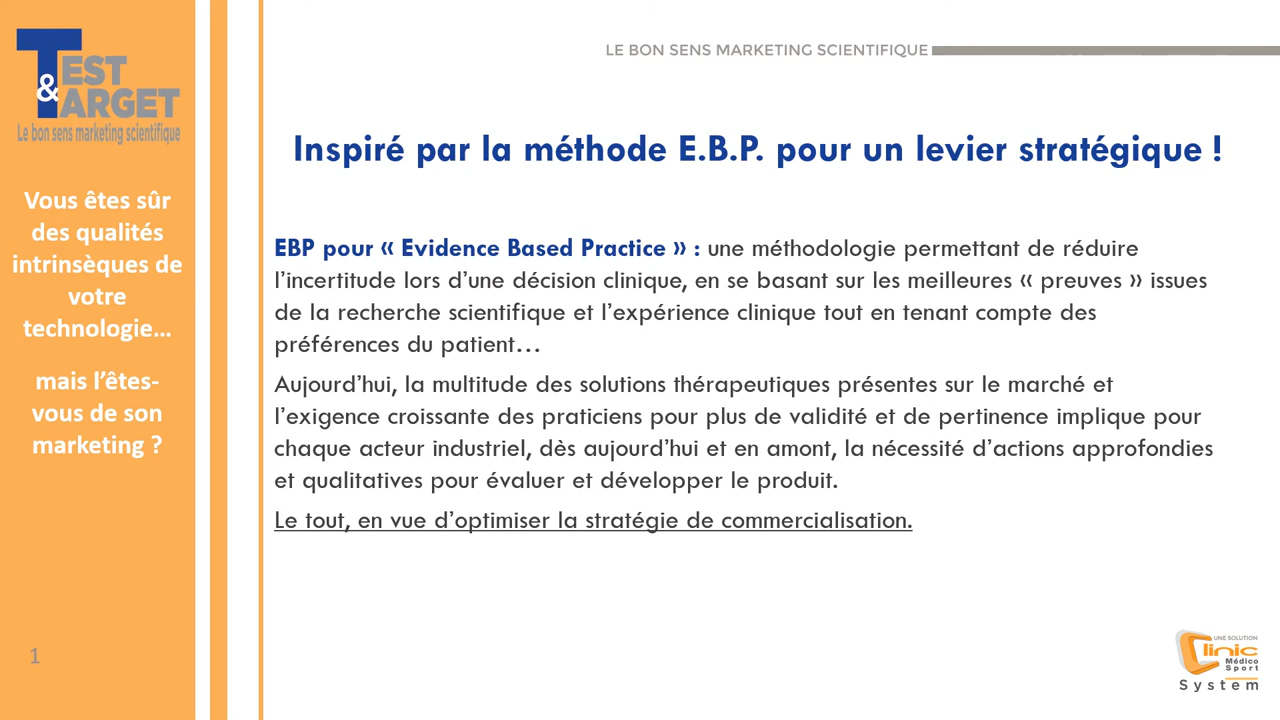 TEST
& TARGET
Le bon sens marketing scientifique
Vous êtes sûr
des qualités
intrinsèques de
votre
technologie...
mais l’êtes-
vous de son
marketing ?
1
LE BON SENS MARKETING SCIENTIFIQUE
Inspiré par la méthode E.B.P. pour un levier stratégique !
EBP pour « Evidence Based Practice » : une méthodologie permettant de réduire
l’incertitude lors d’une décision clinique, en se basant sur les meilleures « preuves » issues
de la recherche scientifique et l’expérience clinique tout en tenant compte des
préférences du patient…
Aujourd’hui, la multitude des solutions thérapeutiques présentes sur le marché et
l’exigence croissante des praticiens pour plus de validité et de pertinence implique pour
chaque acteur industriel, dès aujourd’hui et en amont, la nécessité d’actions approfondies
et qualitatives pour évaluer et développer le produit.
Le tout, en vue d’optimiser la stratégie de commercialisation.
UNE SOLUTION
Clinic
Médico
Sport
System